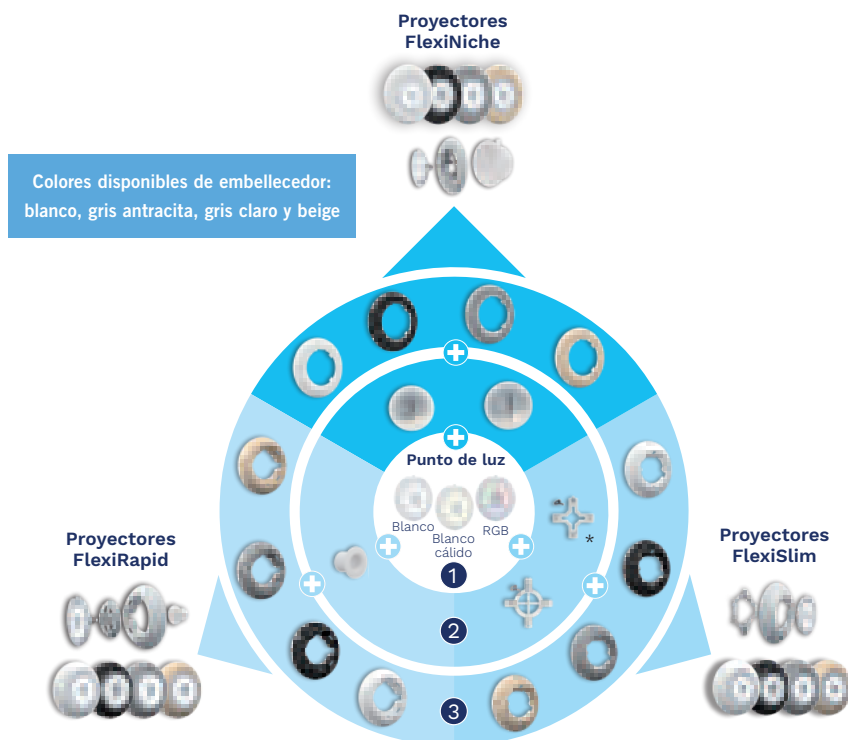 Proyectores
FlexiNiche
Colores disponibles de embellecedor:
blanco, gris antracita, gris claro y beige
Punto de luz
Blanco
Blanco
cálido
RGB
*
1
2
3
Proyectores
FlexiRapid
Proyectores
FlexiSlim